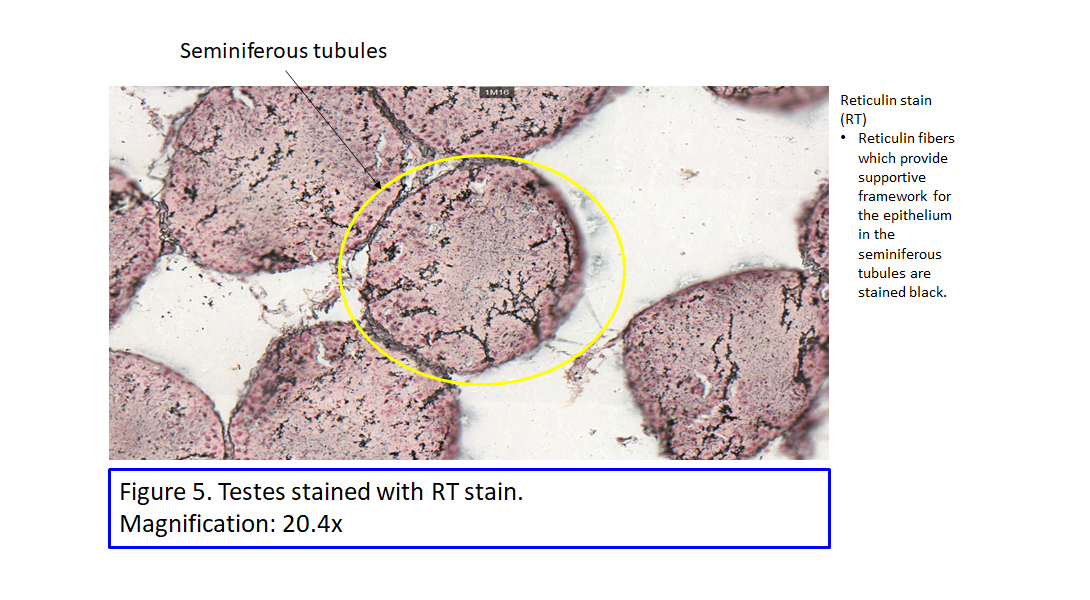 Seminiferous tubules
1M16
Reticulin stain
(RT)
• Reticulin fibers
which provide
supportive
framework for
the epithelium
in the
seminiferous
tubules are
stained black.
Figure 5. Testes stained with RT stain.
Magnification: 20.4x